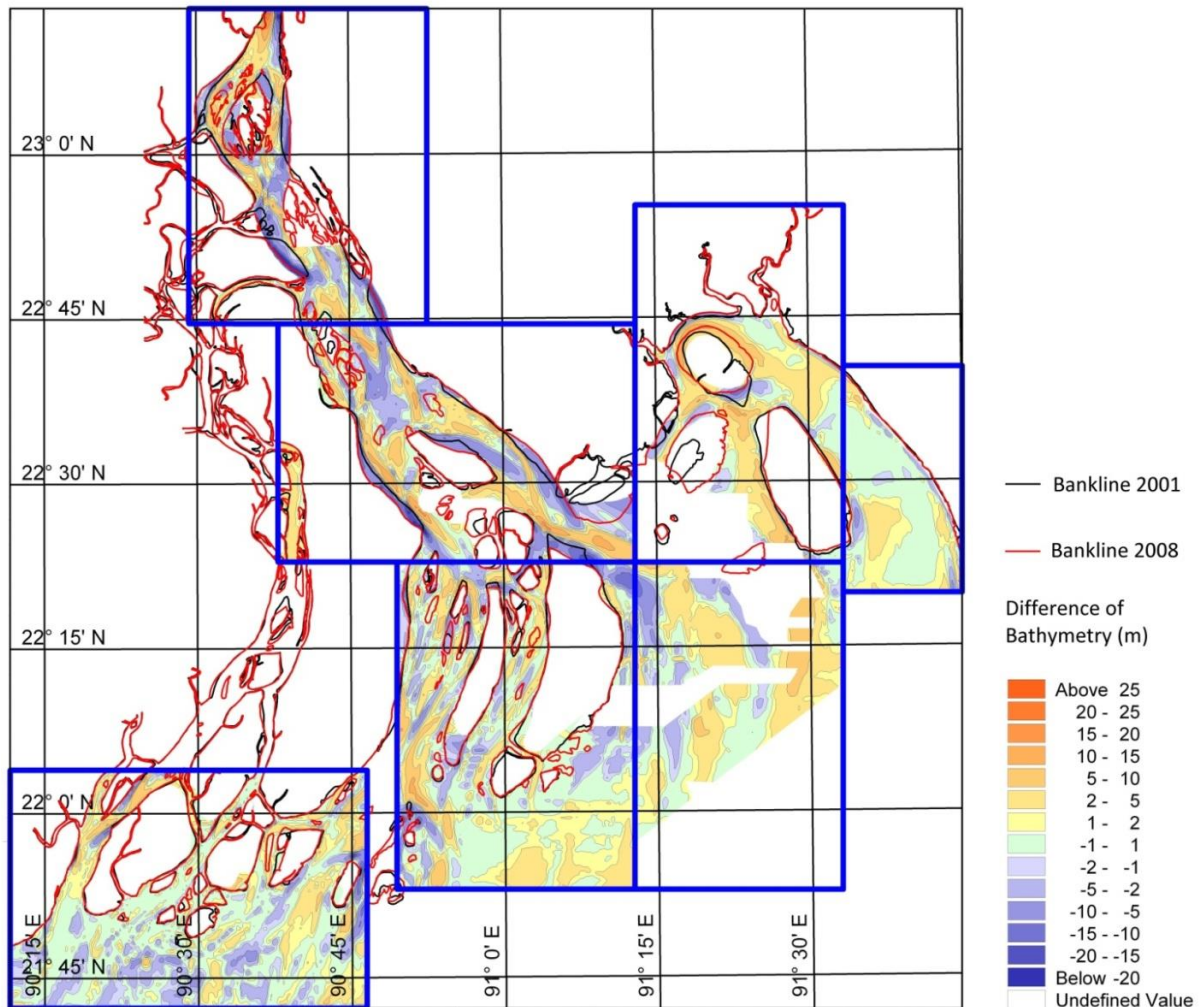 23° 0' N
22° 45' N
22° 30' N
22° 15' N
22° 0' N
21° 45' N
90° 15' E
90° 30' E
90° 45' E
91° 0' E
91° 15' E
91° 30' E
Bankline 2001
Bankline 2008
Difference of
Bathymetry (m)
Above 25
20 - 25
15 - 20
10 - 15
5 - 10
2 - 5
1 - 2
-1 - 1
-2 - -1
-5 - -2
-10 - -5
-15 - -10
-20 - -15
Below -20
Undefined Value